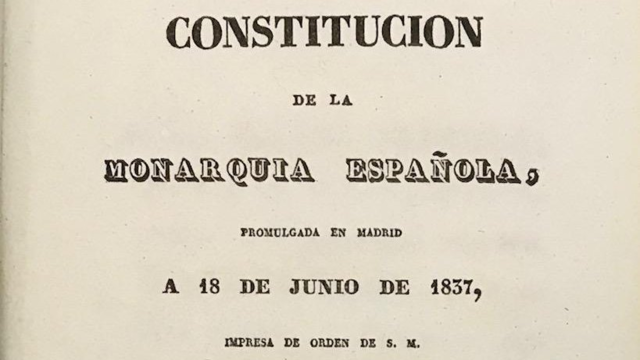 CONSTITUCION
DE LA
MONARQUIA ESPAÑOLA,
PROMULGADA EN MADRID
A 18 DE JUNIO DE 1837,
IMPRESA DE ORDEN DE S. M.